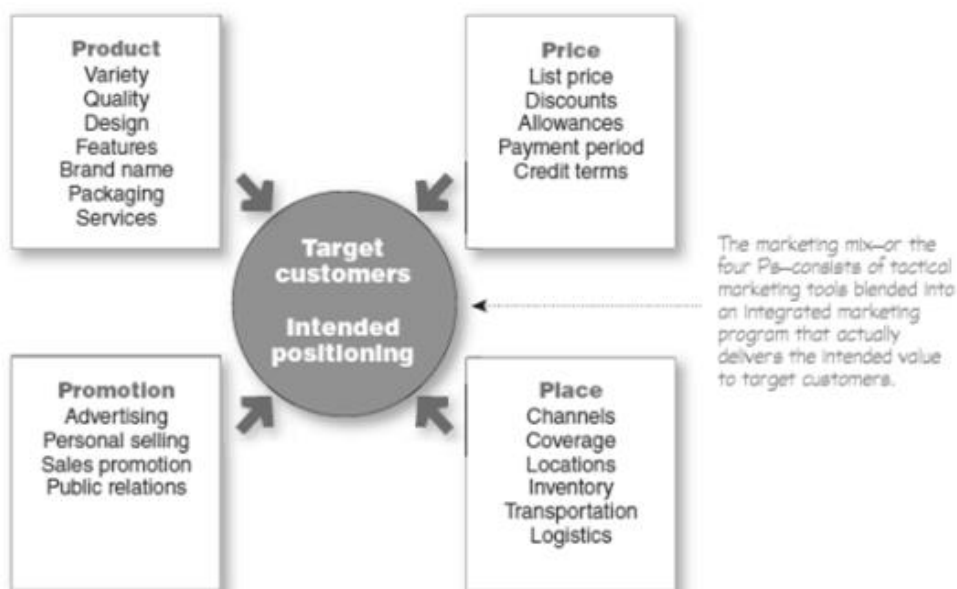 Product
Variety
Quality
Design
Features
Brand name
Packaging
Services
Price
List price
Discounts
Allowances
Payment period
Credit terms
Target
customers
Intended
positioning
The marketing mix—or the
four Ps—consists of tactical
marketing tools blended into
an integrated marketing
program that actually
delivers the intended value
to target customers.
Promotion
Advertising
Personal selling
Sales promotion
Public relations
Place
Channels
Coverage
Locations
Inventory
Transportation
Logistics